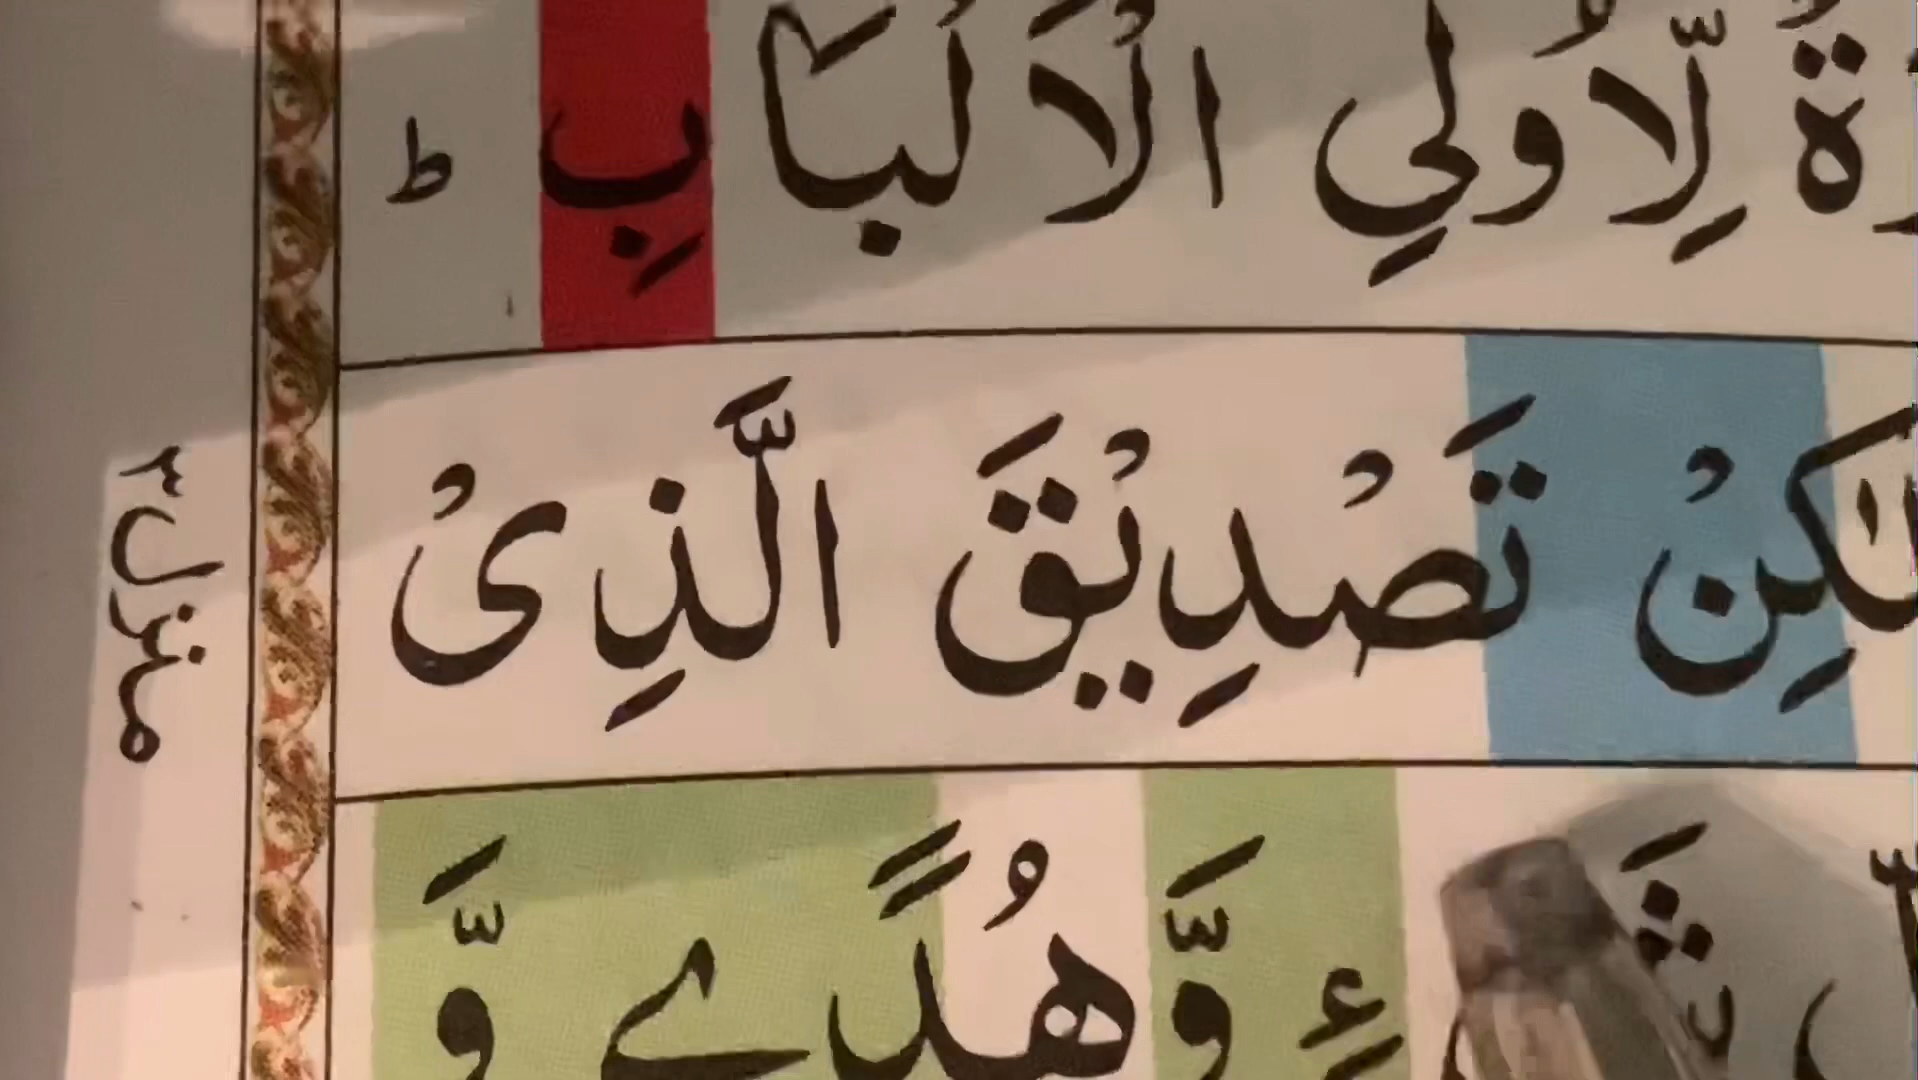 لِّاُولِي الْاَلْبَابِ ط
لٰكِنْ تَصْدِيْقَ الَّذِىْ
وَّهُدًے وَّ
منزل ٣